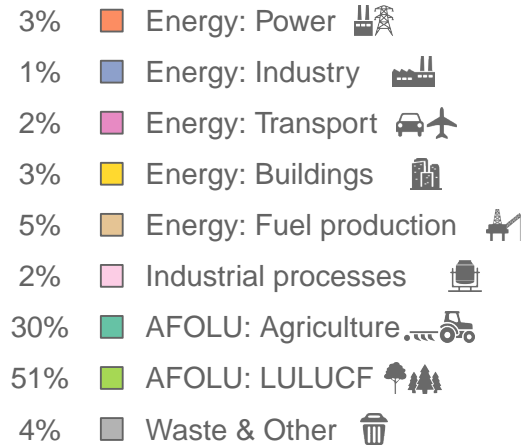 3% Energy: Power
1% Energy: Industry
2% Energy: Transport
3% Energy: Buildings
5% Energy: Fuel production
2% Industrial processes
30% AFOLU: Agriculture
51% AFOLU: LULUCF
4% Waste & Other